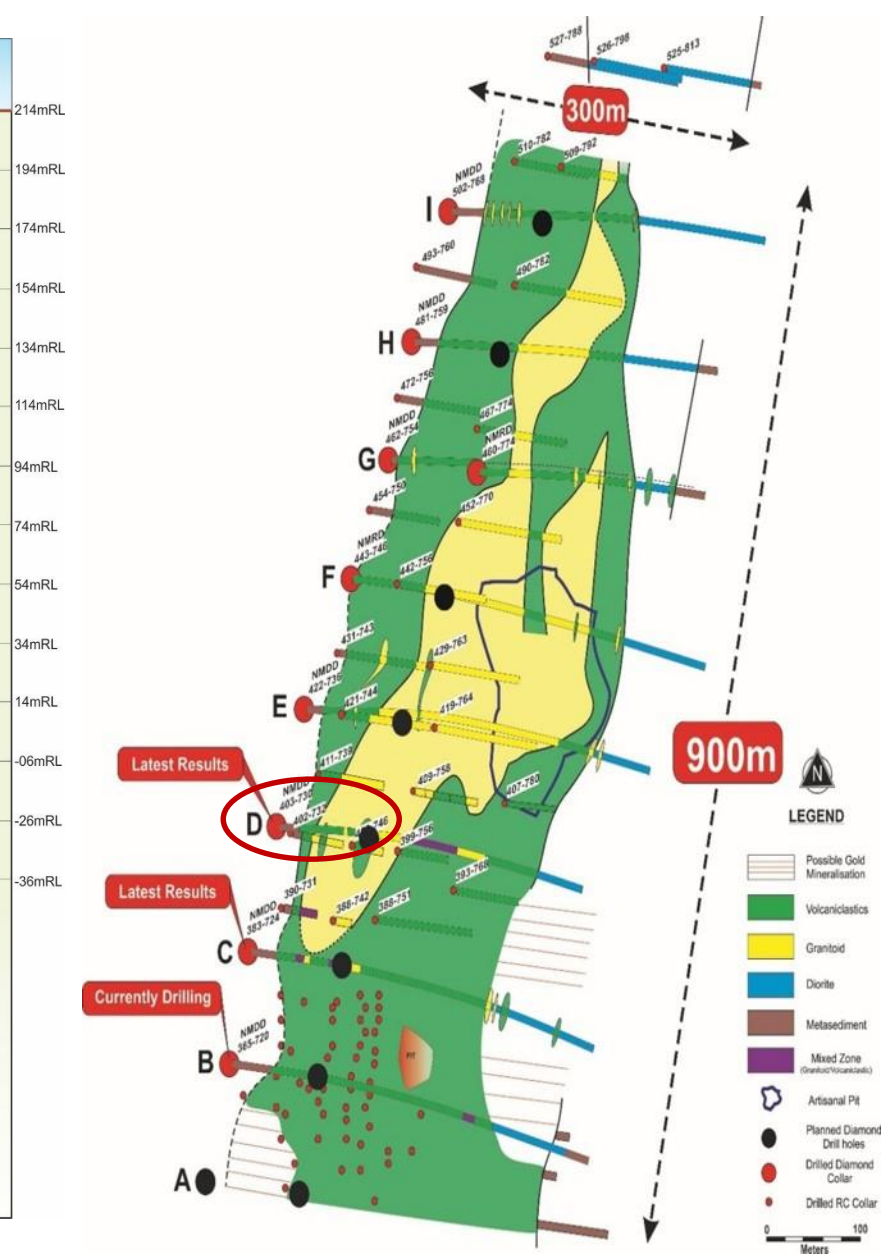 214mRL
194mRL
174mRL
154mRL
134mRL
114mRL
94mRL
74mRL
54mRL
34mRL
14mRL
-06mRL
-26mRL
-36mRL
527-788
526-798
525-813
300m
510-782
509-792
NMDD
502-768
I
493-760
490-782
NMDD
481-759
H
472-756
467-774
NMDD
462-754
NMRD
460-774
G
454-750
452-770
NMRD
443-746
442-756
F
431-743
429-763
NMDD
422-736
421-744
419-764
E
900m
Latest Results
411-739
409-758
407-780
NMDD
403-730
402-732
D
-746
399-756
393-768
Latest Results
390-731
388-742
388-751
NMDD
383-724
C
Currently Drilling
NMDD
365-720
B
PIT
A
N
LEGEND
Possible Gold
Mineralisation
Volcaniclastics
Granitoid
Diorite
Metasediment
Mixed Zone
(Granitoid/Volcaniclastic)
Artisanal Pit
Planned Diamond
Drill holes
Drilled Diamond
Collar
Drilled RC Collar
0 100
Meters